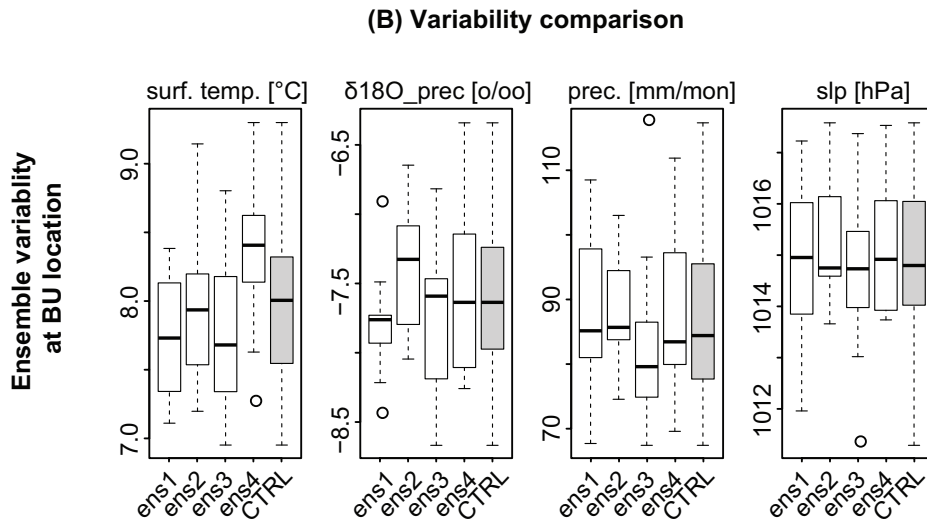 (B) Variability comparison
Ensemble variablity
at BU location
surf. temp. [°C]
9.0
8.0
7.0
ens1
ens2
ens3
ens4
CTRL
δ18O_prec [o/oo]
−6.5
−7.5
−8.5
ens1
ens2
ens3
ens4
CTRL
prec. [mm/mon]
110
90
70
ens1
ens2
ens3
ens4
CTRL
slp [hPa]
1016
1014
1012
ens1
ens2
ens3
ens4
CTRL